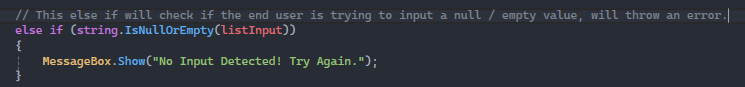 // This else if will check if the end user is trying to input a null / empty value, will throw an error.
else if (string.IsNullOrEmpty(listInput))
{
MessageBox.Show("No Input Detected! Try Again.");
}